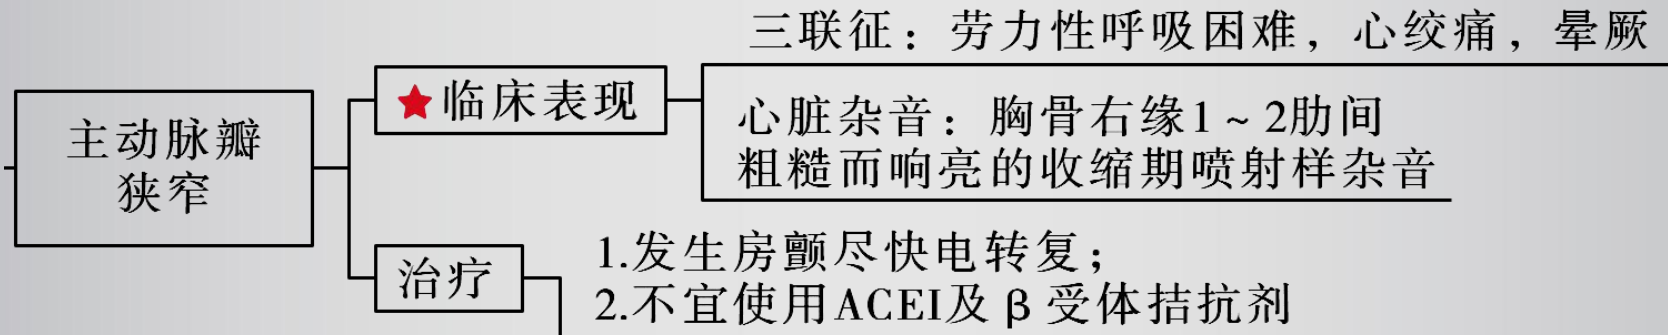 主动脉瓣
狭窄
临床表现
三联征：劳力性呼吸困难，心绞痛，晕厥
心脏杂音：胸骨右缘1~2肋间
粗糙而响亮的收缩期喷射样杂音
治疗
1.发生房颤尽快电转复；
2.不宜使用ACEI及β受体拮抗剂